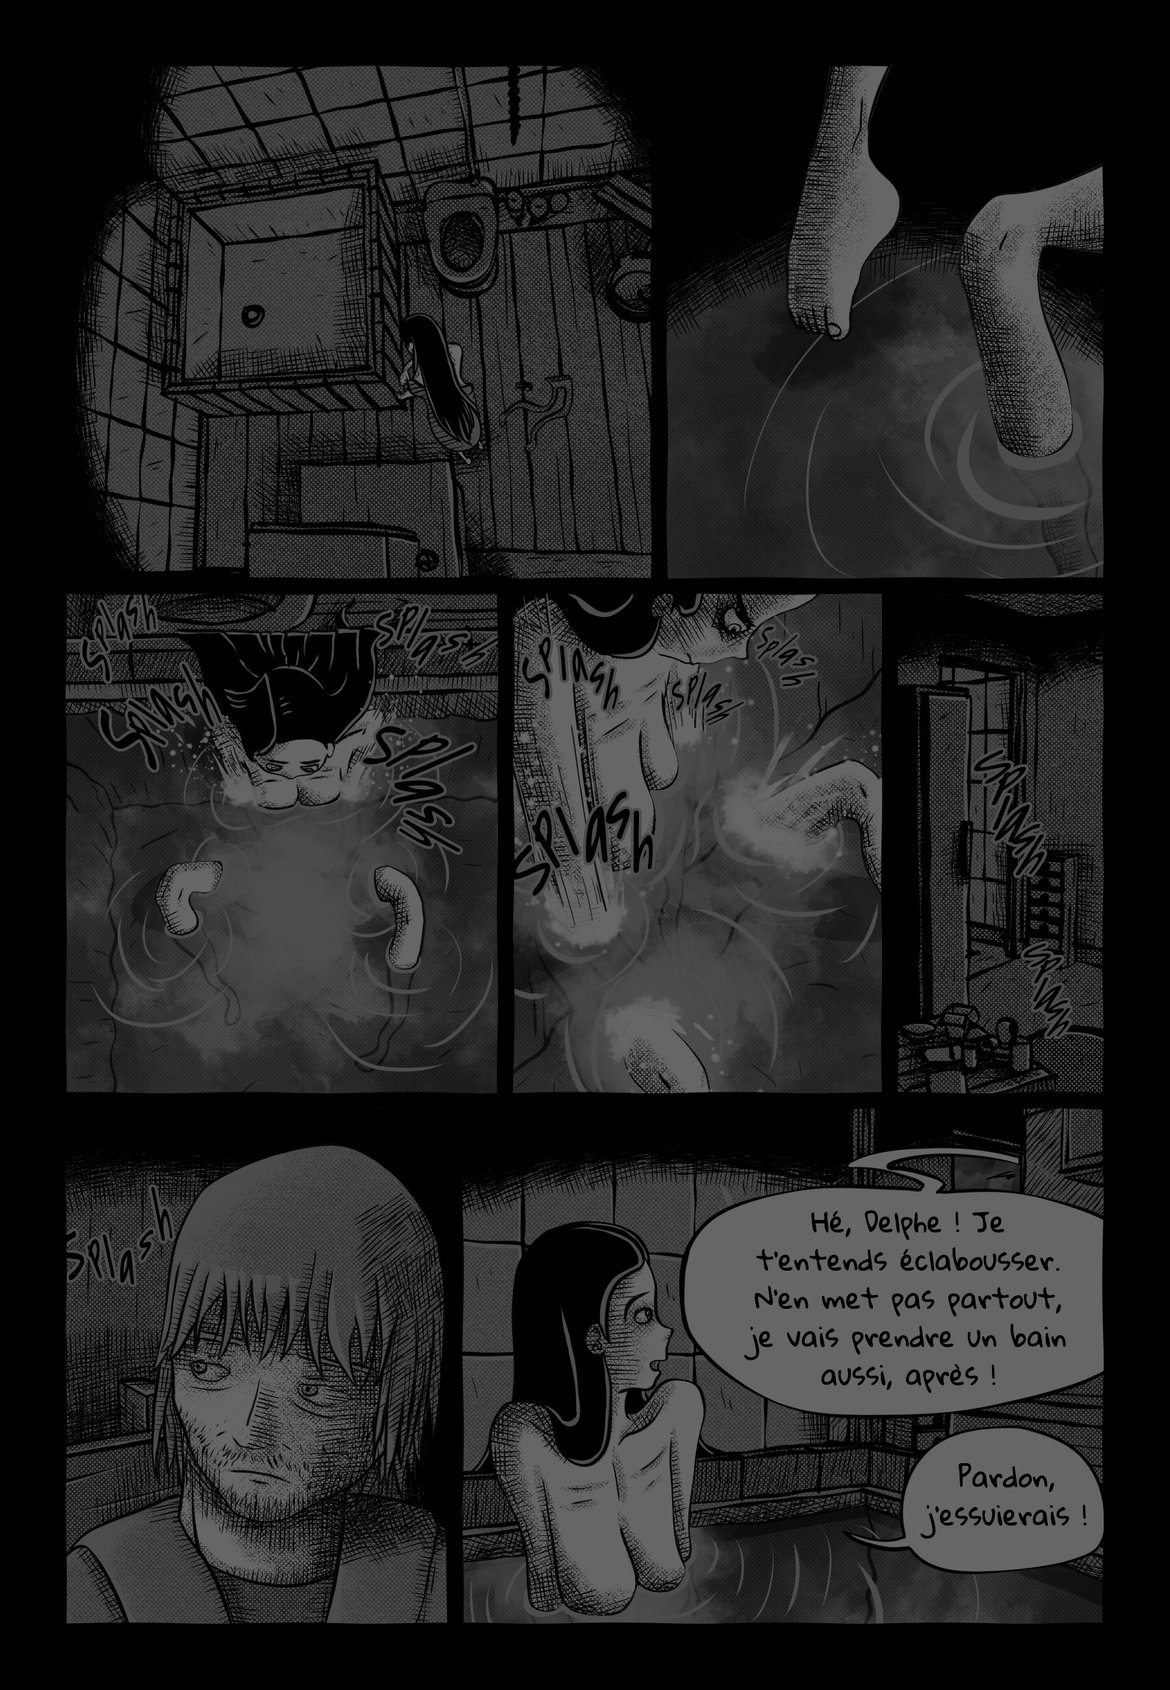 Splash
Splash
Splash
Splash
Splash
Splash
Splash
Splash
Splash
Splash
Splash
Hé, Delphe ! Je
t'entends éclabousser.
N'en met pas partout,
je vais prendre un bain
aussi, après !
Pardon,
j'essuierais !